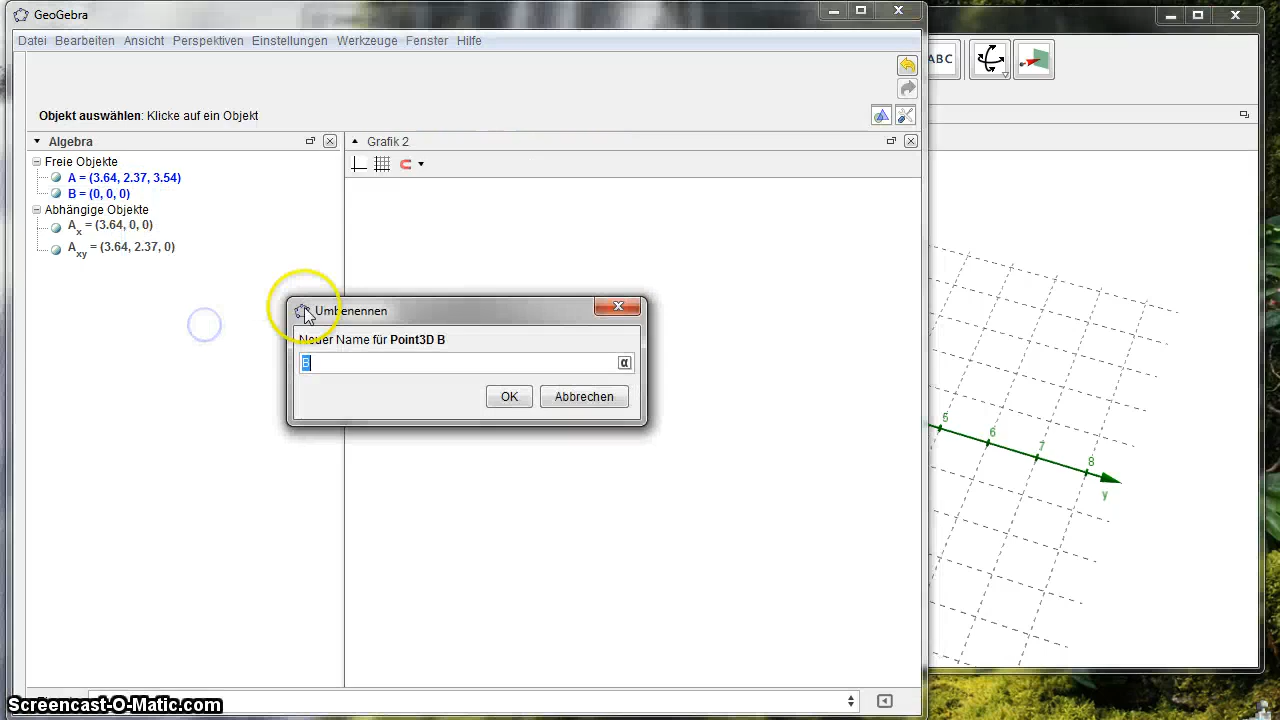 GeoGebra
Datei Bearbeiten Ansicht Perspektiven Einstellungen Werkzeuge Fenster Hilfe
ABC
Objekt auswählen: Klicke auf ein Objekt
Algebra
Grafik 2
Freie Objekte
A = (3.64, 2.37, 3.54)
B = (0, 0, 0)
Abhängige Objekte
Ax = (3.64, 0, 0)
Axy = (3.64, 2.37, 0)
Umbenennen
Neuer Name für Point3D B
B
α
OK Abbrechen
5
6
7
8
y
Screencast-O-Matic.com